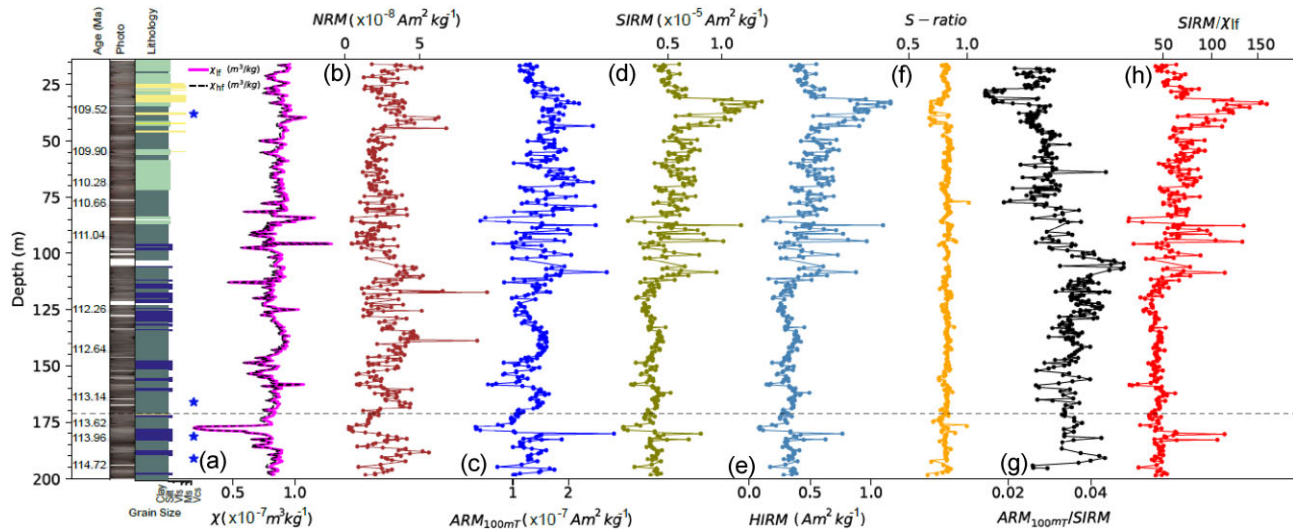 NRM (x10⁻⁸ Am² kg⁻¹)
SIRM (x10⁻⁵ Am² kg⁻¹)
S − ratio
SIRM/χlf
0 5
0.5 1.0
0.5 1.0
50 100 150
Age (Ma)
Photo
Lithology
χlf (m³/kg)
χhf (m³/kg)
(b)
(d)
(f)
(h)
25
109.52
50
109.90
110.28
75
110.66
111.04
100
Depth (m)
125
112.26
112.64
150
113.14
175
113.62
113.96
114.72
200
(a)
(c)
(e)
(g)
Clay
Vfs
Ms
Vcs
Grain Size
0.5 1.0
1 2
0.0 0.5 1.0
0.02 0.04
χ (x10⁻⁷m³kg⁻¹)
ARM100mT (x10⁻⁷ Am² kg⁻¹)
HIRM (Am² kg⁻¹)
ARM100mT/SIRM